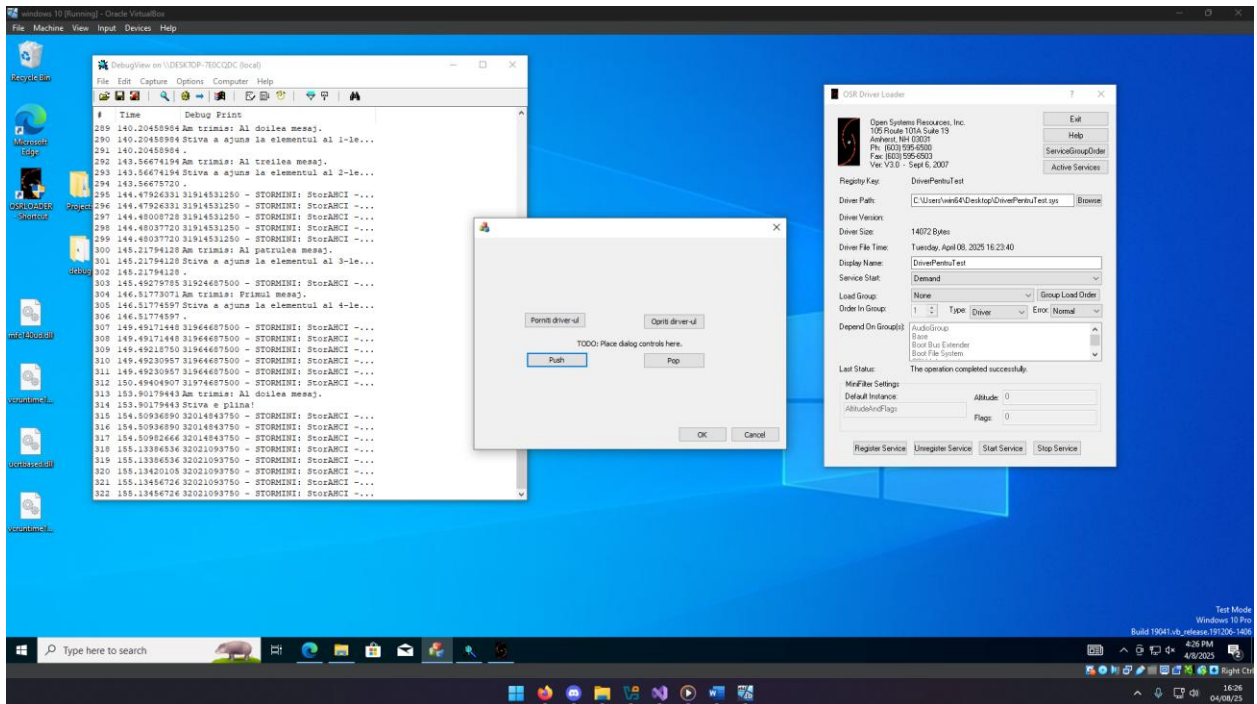 windows 10 [Running] - Oracle VirtualBox
File Machine View Input Devices Help
Recycle Bin
Microsoft Edge
OSRLOADER - Shortcut
Project
debug
mfc140ud.dll
vcruntime1...
ucrtbased.dll
vcruntime1...
DebugView on \\DESKTOP-7E0CQDC (local)
File Edit Capture Options Computer Help
# Time Debug Print
289 140.20458984 Am trimis: Al doilea mesaj.
290 140.20458984 Stiva a ajuns la elementul al 1-le...
291 140.20458984 .
292 143.56674194 Am trimis: Al treilea mesaj.
293 143.56674194 Stiva a ajuns la elementul al 2-le...
294 143.56675720 .
295 144.47926331 31914531250 - STORMINI: StorAHCI -...
296 144.47926331 31914531250 - STORMINI: StorAHCI -...
297 144.48008728 31914531250 - STORMINI: StorAHCI -...
298 144.48037720 31914531250 - STORMINI: StorAHCI -...
299 144.48037720 31914531250 - STORMINI: StorAHCI -...
300 145.21794128 Am trimis: Al patrulea mesaj.
301 145.21794128 Stiva a ajuns la elementul al 3-le...
302 145.21794128 .
303 145.49279785 31924687500 - STORMINI: StorAHCI -...
304 146.51773071 Am trimis: Primul mesaj.
305 146.51774597 Stiva a ajuns la elementul al 4-le...
306 146.51774597 .
307 149.49171448 31964687500 - STORMINI: StorAHCI -...
308 149.49171448 31964687500 - STORMINI: StorAHCI -...
309 149.49218750 31964687500 - STORMINI: StorAHCI -...
310 149.49230957 31964687500 - STORMINI: StorAHCI -...
311 149.49230957 31964687500 - STORMINI: StorAHCI -...
312 150.49404907 31974687500 - STORMINI: StorAHCI -...
313 153.90179443 Am trimis: Al doilea mesaj.
314 153.90179443 Stiva e plina!
315 154.50936890 32014843750 - STORMINI: StorAHCI -...
316 154.50936890 32014843750 - STORMINI: StorAHCI -...
317 154.50982666 32014843750 - STORMINI: StorAHCI -...
318 155.13386536 32021093750 - STORMINI: StorAHCI -...
319 155.13386536 32021093750 - STORMINI: StorAHCI -...
320 155.13420105 32021093750 - STORMINI: StorAHCI -...
321 155.13456726 32021093750 - STORMINI: StorAHCI -...
322 155.13456726 32021093750 - STORMINI: StorAHCI -...
Porniti driver-ul Opriti dirver-ul
TODO: Place dialog controls here.
Push Pop
OK Cancel
OSR Driver Loader
Open Systems Resources, Inc.
105 Route 101A Suite 19
Amherst, NH 03031
Ph: (603) 595-6500
Fax: (603) 595-6503
Ver: V3.0 - Sept 6, 2007
Exit
Help
ServiceGroupOrder
Active Services
Registry Key: DriverPentruTest
Driver Path: C:\Users\win64\Desktop\DriverPentruTest.sys Browse
Driver Version:
Driver Size: 14072 Bytes
Driver File Time: Tuesday, April 08, 2025 16:23:40
Display Name: DriverPentruTest
Service Start: Demand
Load Group: None Group Load Order
Order In Group: 1 Type: Driver Error: Normal
Depend On Group(s): AudioGroup
Base
Boot Bus Extender
Boot File System
Last Status: The operation completed successfully.
MiniFilter Settings
Default Instance: Altitude: 0
AltitudeAndFlags
Flags: 0
Register Service Unregister Service Start Service Stop Service
Test Mode
Windows 10 Pro
Build 19041.vb_release.191206-1406
Type here to search
4:26 PM
4/8/2025
2
Right Ctrl
16:26
04/08/25